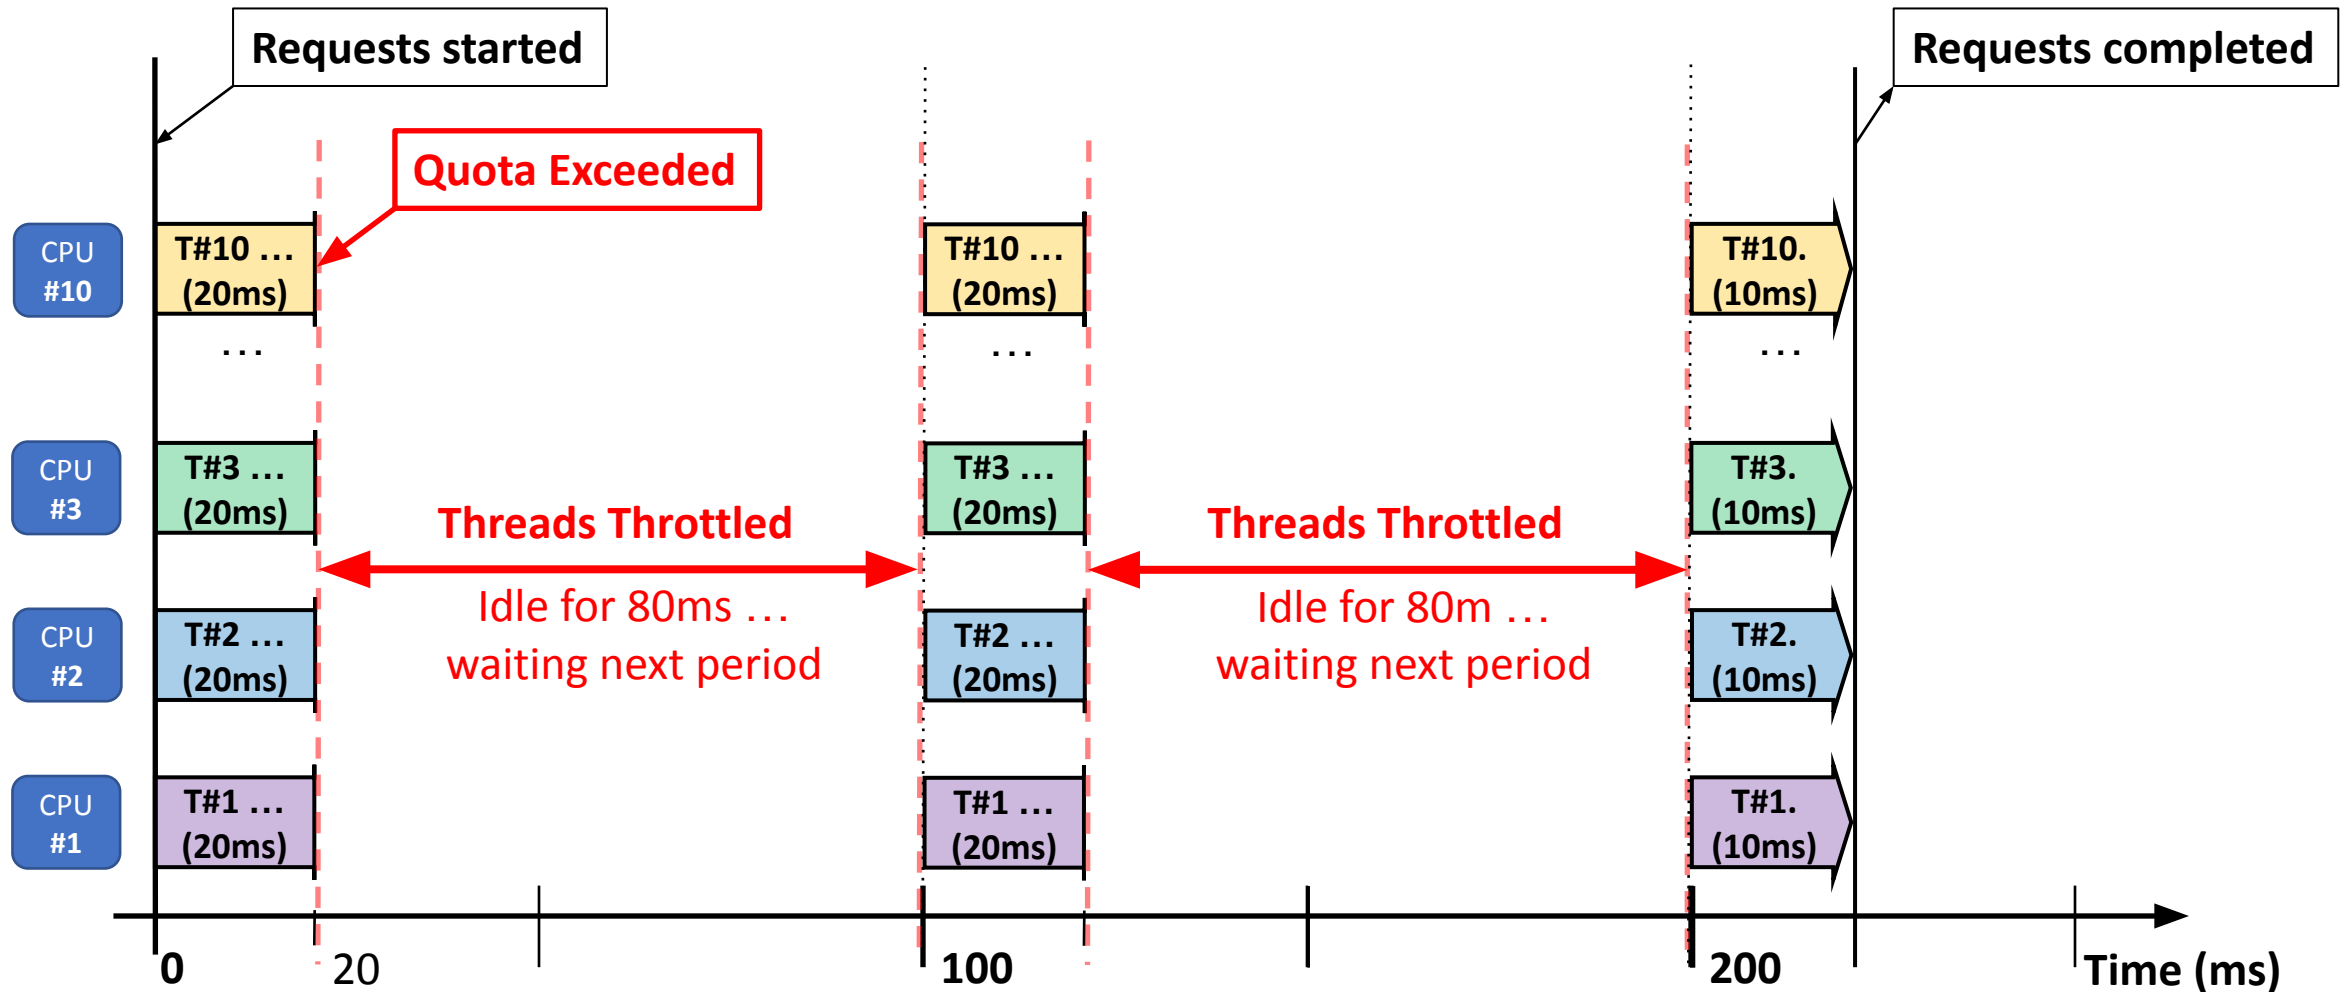 Requests started
Requests completed
Quota Exceeded
CPU
#10
T#10 ...
(20ms)
T#10 ...
(20ms)
T#10.
(10ms)
...
...
...
CPU
#3
T#3 ...
(20ms)
T#3 ...
(20ms)
T#3.
(10ms)
Threads Throttled
Idle for 80ms ...
waiting next period
Threads Throttled
Idle for 80m ...
waiting next period
CPU
#2
T#2 ...
(20ms)
T#2 ...
(20ms)
T#2.
(10ms)
CPU
#1
T#1 ...
(20ms)
T#1 ...
(20ms)
T#1.
(10ms)
0
20
100
200
Time (ms)